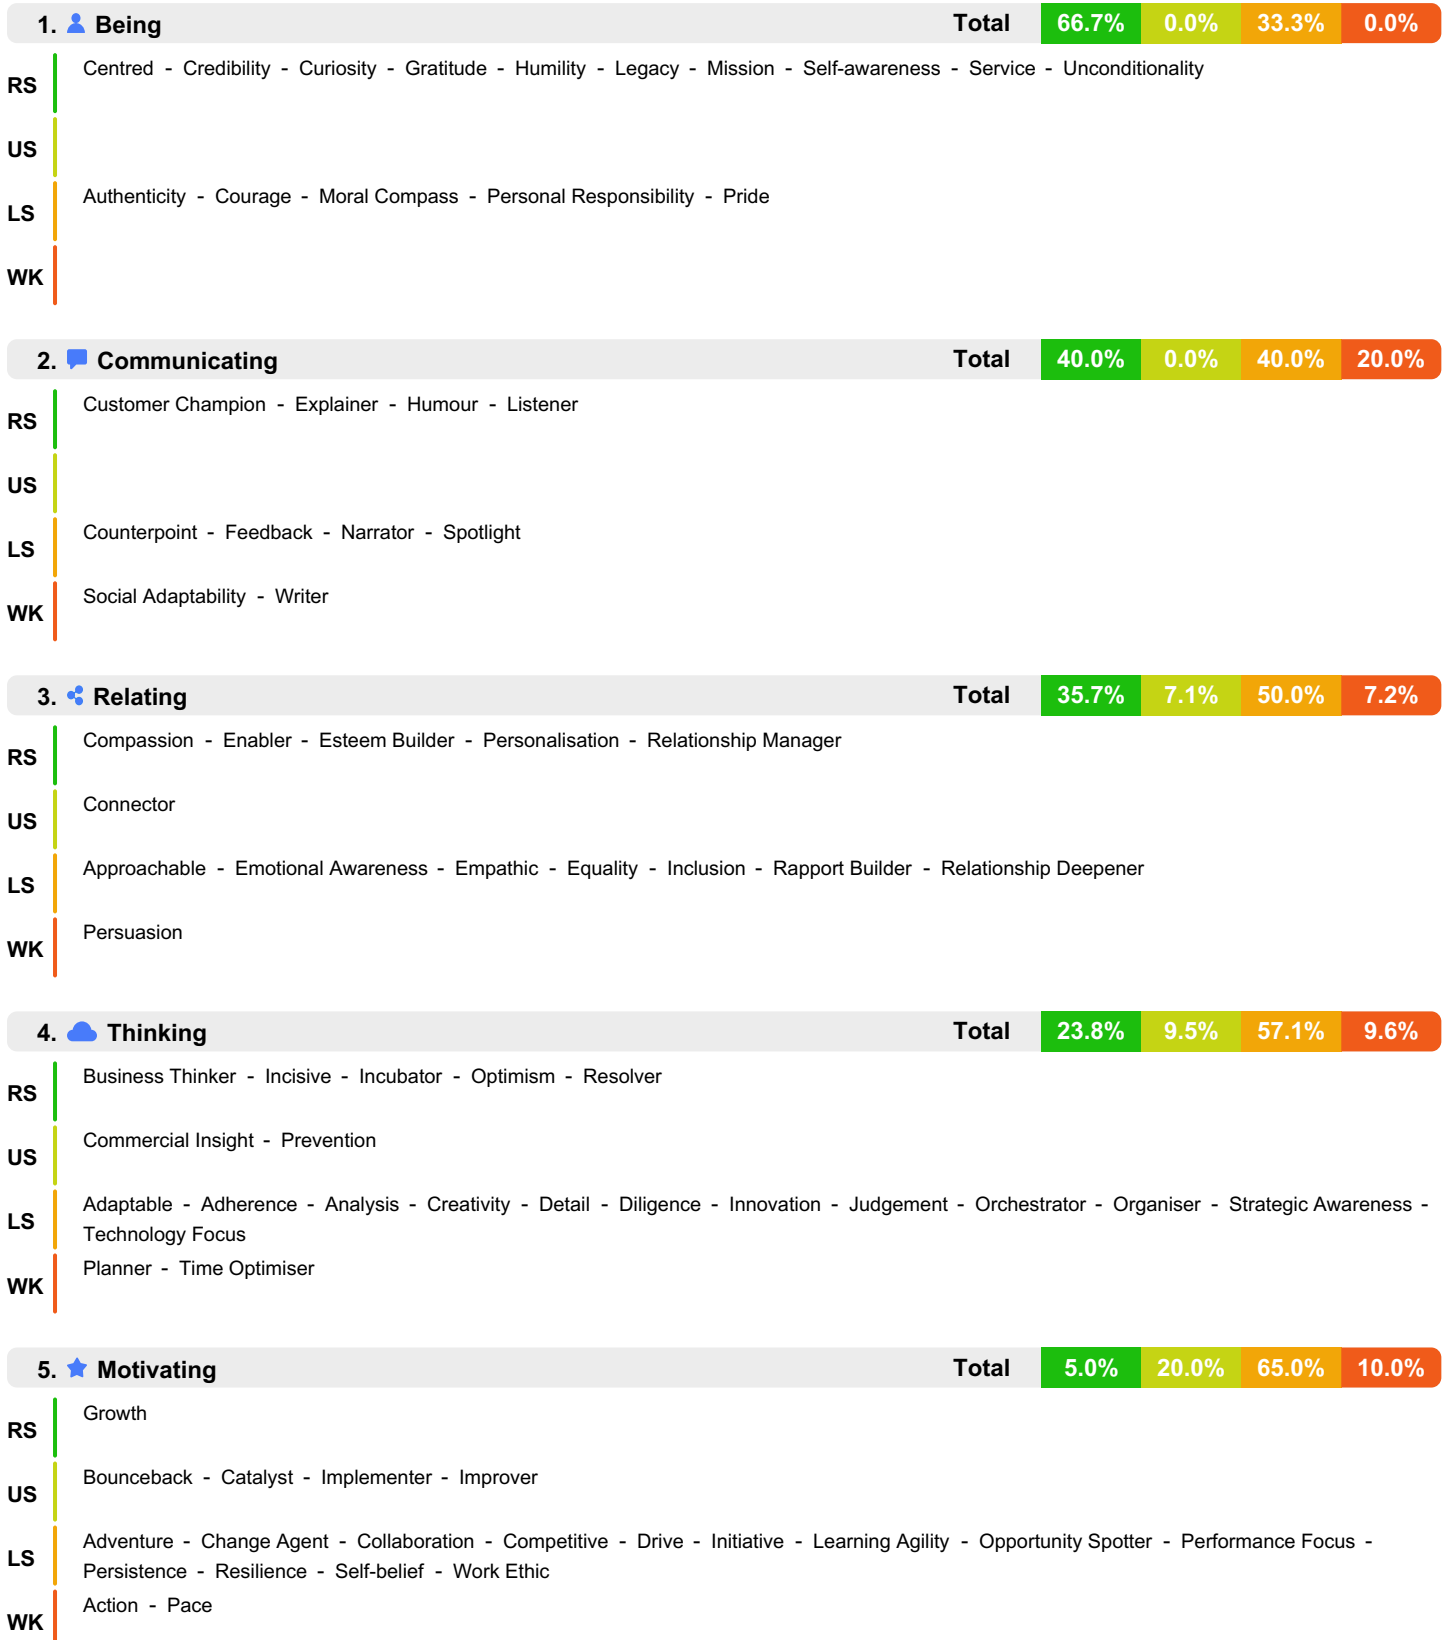 1. Being Total 66.7% 0.0% 33.3% 0.0%
RS Centred - Credibility - Curiosity - Gratitude - Humility - Legacy - Mission - Self-awareness - Service - Unconditionality
US
LS Authenticity - Courage - Moral Compass - Personal Responsibility - Pride
WK
2. Communicating Total 40.0% 0.0% 40.0% 20.0%
RS Customer Champion - Explainer - Humour - Listener
US
LS Counterpoint - Feedback - Narrator - Spotlight
WK Social Adaptability - Writer
3. Relating Total 35.7% 7.1% 50.0% 7.2%
RS Compassion - Enabler - Esteem Builder - Personalisation - Relationship Manager
US Connector
LS Approachable - Emotional Awareness - Empathic - Equality - Inclusion - Rapport Builder - Relationship Deepener
WK Persuasion
4. Thinking Total 23.8% 9.5% 57.1% 9.6%
RS Business Thinker - Incisive - Incubator - Optimism - Resolver
US Commercial Insight - Prevention
LS Adaptable - Adherence - Analysis - Creativity - Detail - Diligence - Innovation - Judgement - Orchestrator - Organiser - Strategic Awareness -
Technology Focus
WK Planner - Time Optimiser
5. Motivating Total 5.0% 20.0% 65.0% 10.0%
RS Growth
US Bounceback - Catalyst - Implementer - Improver
LS Adventure - Change Agent - Collaboration - Competitive - Drive - Initiative - Learning Agility - Opportunity Spotter - Performance Focus -
Persistence - Resilience - Self-belief - Work Ethic
WK Action - Pace